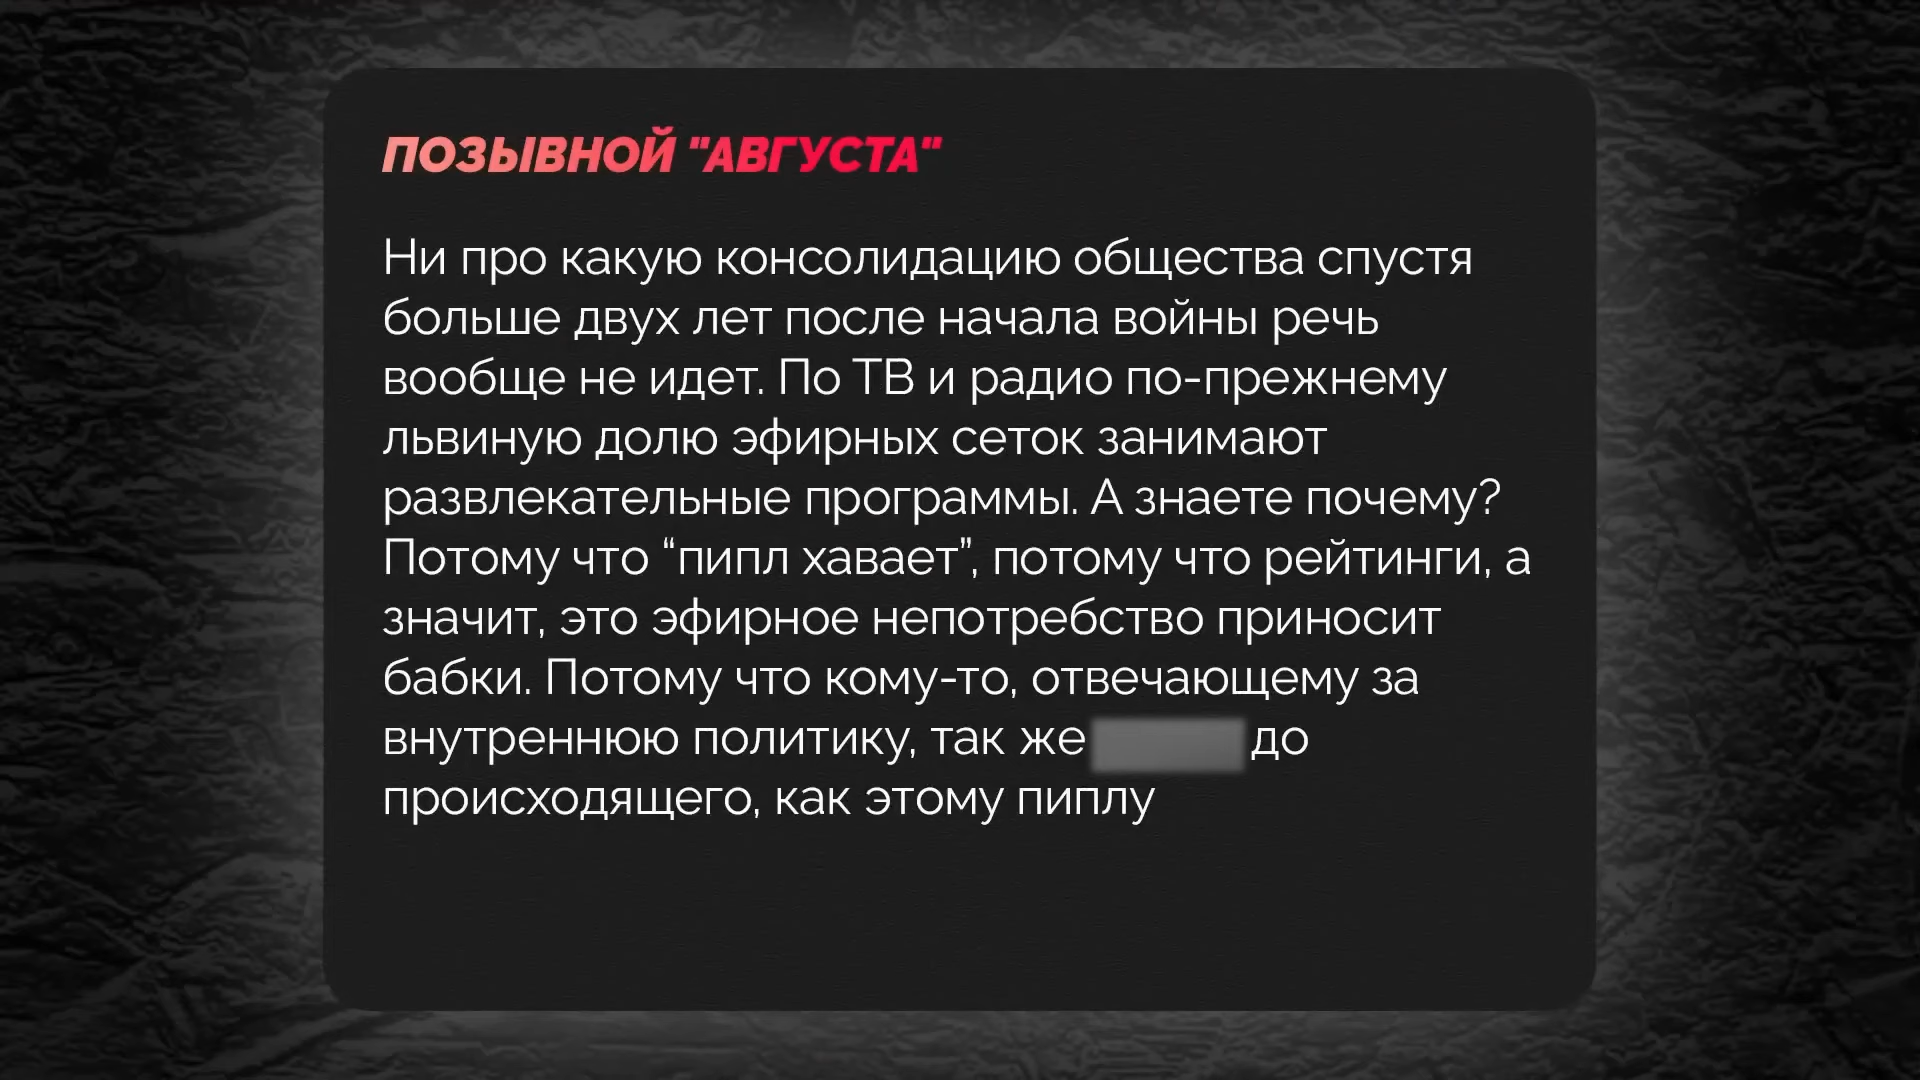 ПОЗЫВНОЙ "АВГУСТА"
Ни про какую консолидацию общества спустя
больше двух лет после начала войны речь
вообще не идет. По ТВ и радио по-прежнему
львиную долю эфирных сеток занимают
развлекательные программы. А знаете почему?
Потому что “пипл хавает”, потому что рейтинги, а
значит, это эфирное непотребство приносит
бабки. Потому что кому-то, отвечающему за
внутреннюю политику, так же до
происходящего, как этому пиплу